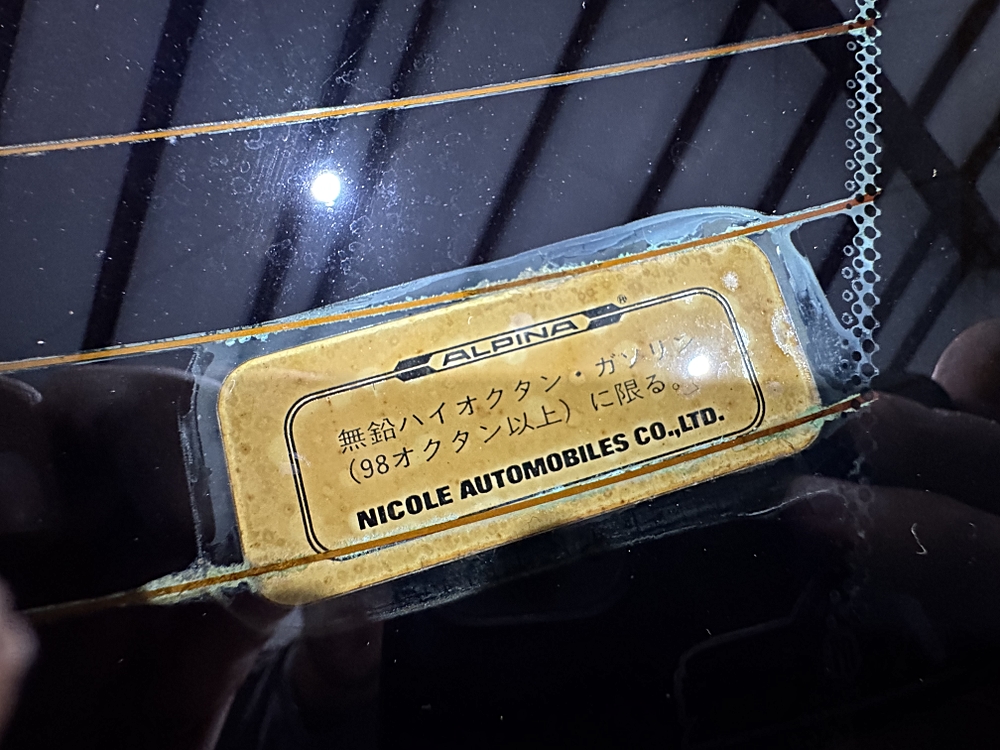 ALPINA®
無鉛ハイオクタン・ガソリン
（98オクタン以上）に限る。
NICOLE AUTOMOBILES CO.,LTD.